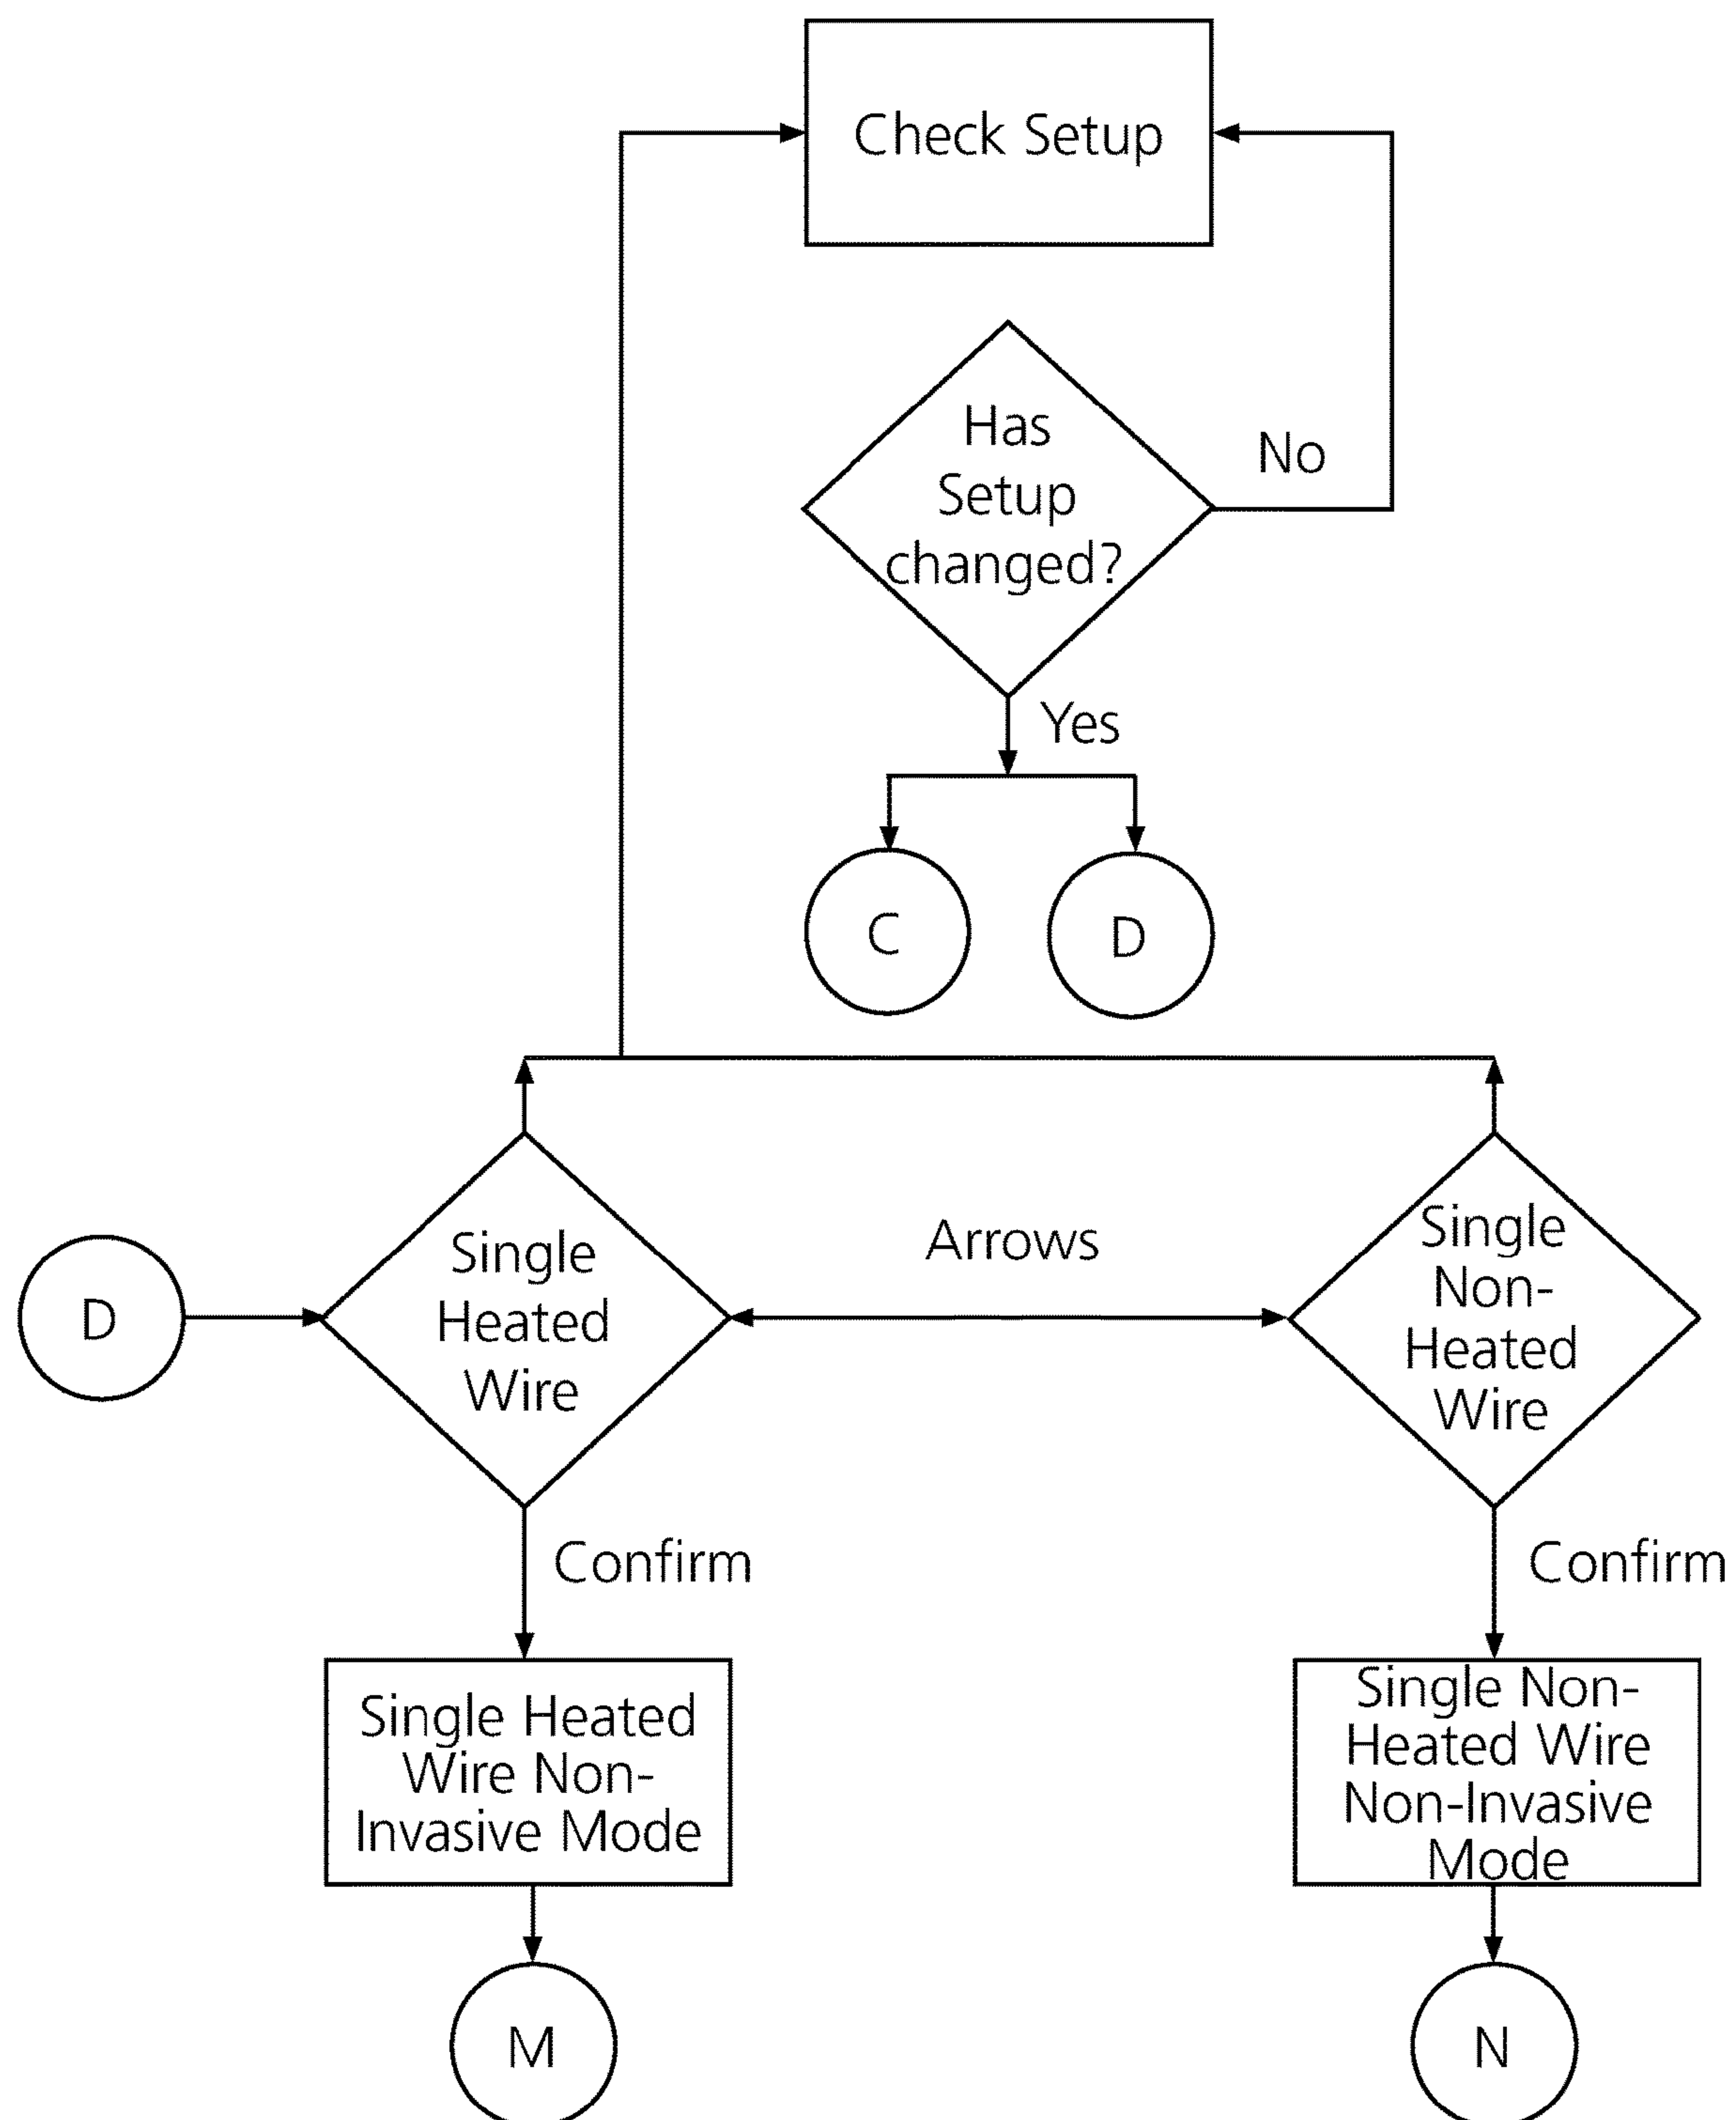 Check Setup
Has
Setup
changed?
No
Yes
C
D
D
Single
Heated
Wire
Arrows
Single
Non-
Heated
Wire
Confirm
Confirm
Single Heated
Wire Non-
Invasive Mode
Single Non-
Heated Wire
Non-Invasive
Mode
M
N